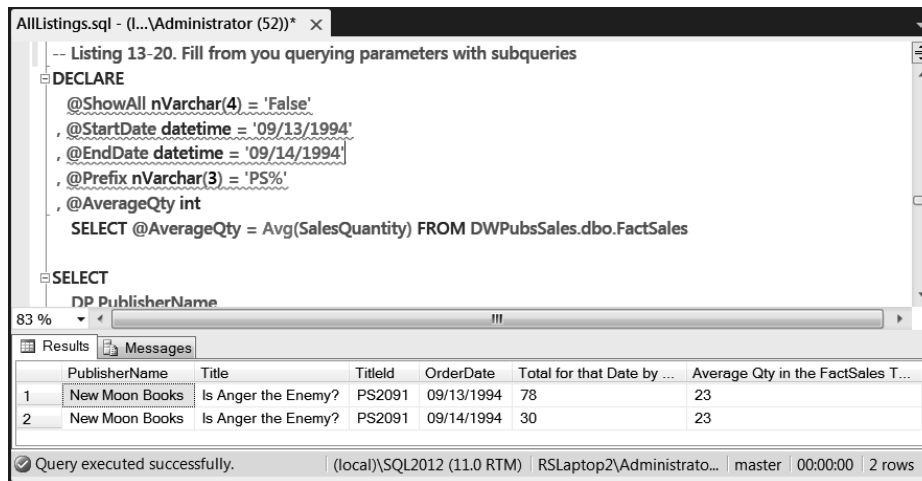 AllListings.sql - (l...\Administrator (52))* ×
-- Listing 13-20. Fill from you querying parameters with subqueries
DECLARE
@ShowAll nVarchar(4) = 'False'
, @StartDate datetime = '09/13/1994'
, @EndDate datetime = '09/14/1994'
, @Prefix nVarchar(3) = 'PS%'
, @AverageQty int
SELECT @AverageQty = Avg(SalesQuantity) FROM DWPubsSales.dbo.FactSales
SELECT
DP PublisherName
83 %
Results Messages
PublisherName Title TitleId OrderDate Total for that Date by ... Average Qty in the FactSales T...
1 New Moon Books Is Anger the Enemy? PS2091 09/13/1994 78 23
2 New Moon Books Is Anger the Enemy? PS2091 09/14/1994 30 23
Query executed successfully. (local)\SQL2012 (11.0 RTM) RSLaptop2\Administrato... master 00:00:00 2 rows